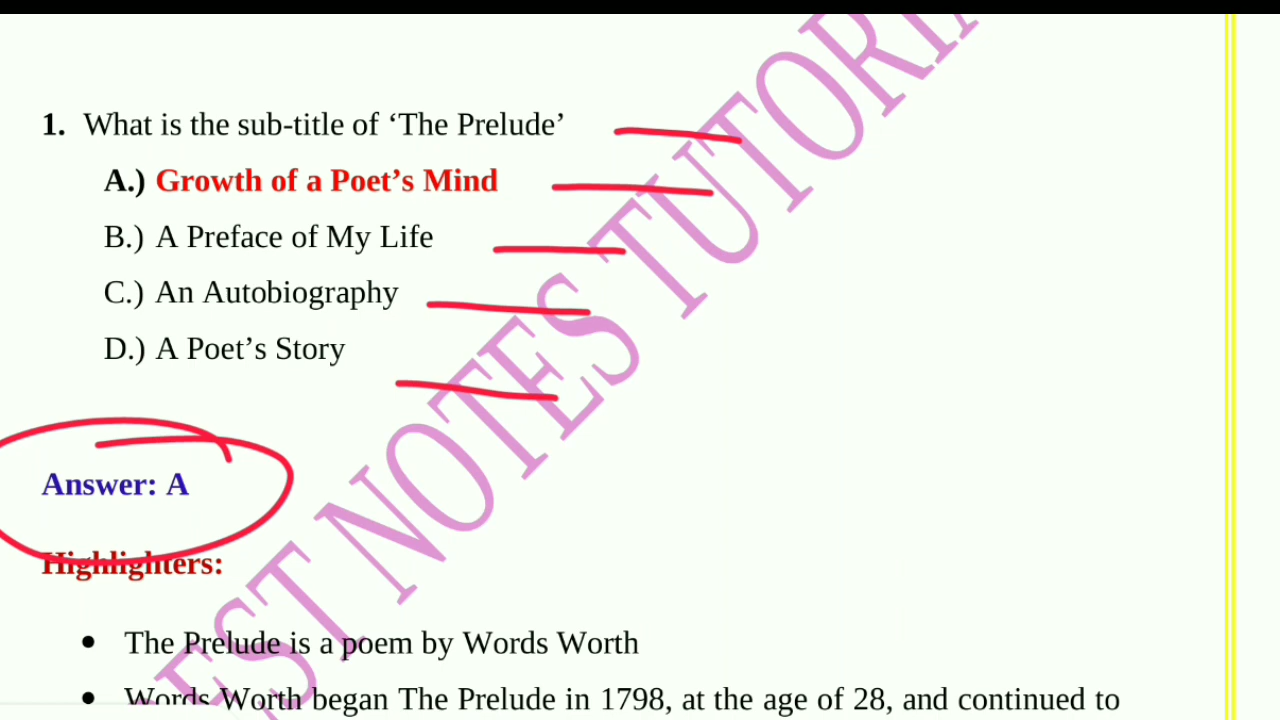 1. What is the sub-title of ‘The Prelude’
A.) Growth of a Poet’s Mind
B.) A Preface of My Life
C.) An Autobiography
D.) A Poet’s Story
Answer: A
Highlighters:
• The Prelude is a poem by Words Worth
• Words Worth began The Prelude in 1798, at the age of 28, and continued to
EST NOTES TUTORIA